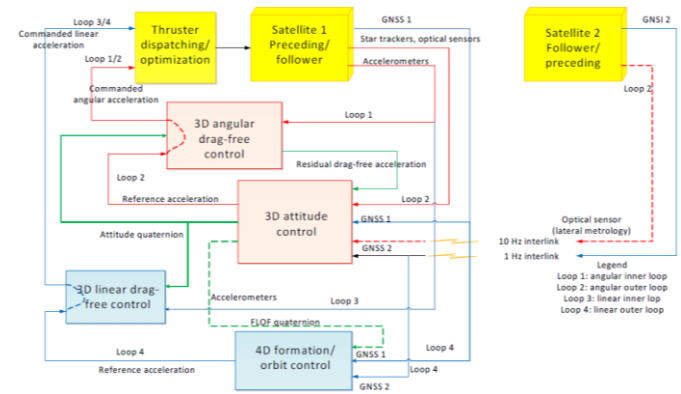 Loop 3/4
Commanded linear
acceleration
Loop 1/2
Commanded
angular acceleration
Thruster
dispatching/
optimization
Satellite 1
Preceding/
follower
GNSS 1
Star trackers, optical sensors
Accelerometers
Satellite 2
Follower/
preceding
GNSI 2
Loop 2
3D angular
drag-free
control
Loop 1
Residual drag-free acceleration
Loop 2
Reference acceleration
Loop 2
3D attitude
control
GNSS 1
GNSS 2
Attitude quaternion
Optical sensor
(lateral metrology)
10 Hz interlink
1 Hz interlink
Legend
Loop 1: angular inner loop
Loop 2: angular outer loop
Loop 3: linear inner lop
Loop 4: linear outer loop
3D linear drag-
free control
Accelerometers
Loop 3
FLOF quaternion
4D formation/
orbit control
Loop 4
Reference acceleration
GNSS 1
Loop 4
Loop 4
GNSS 2